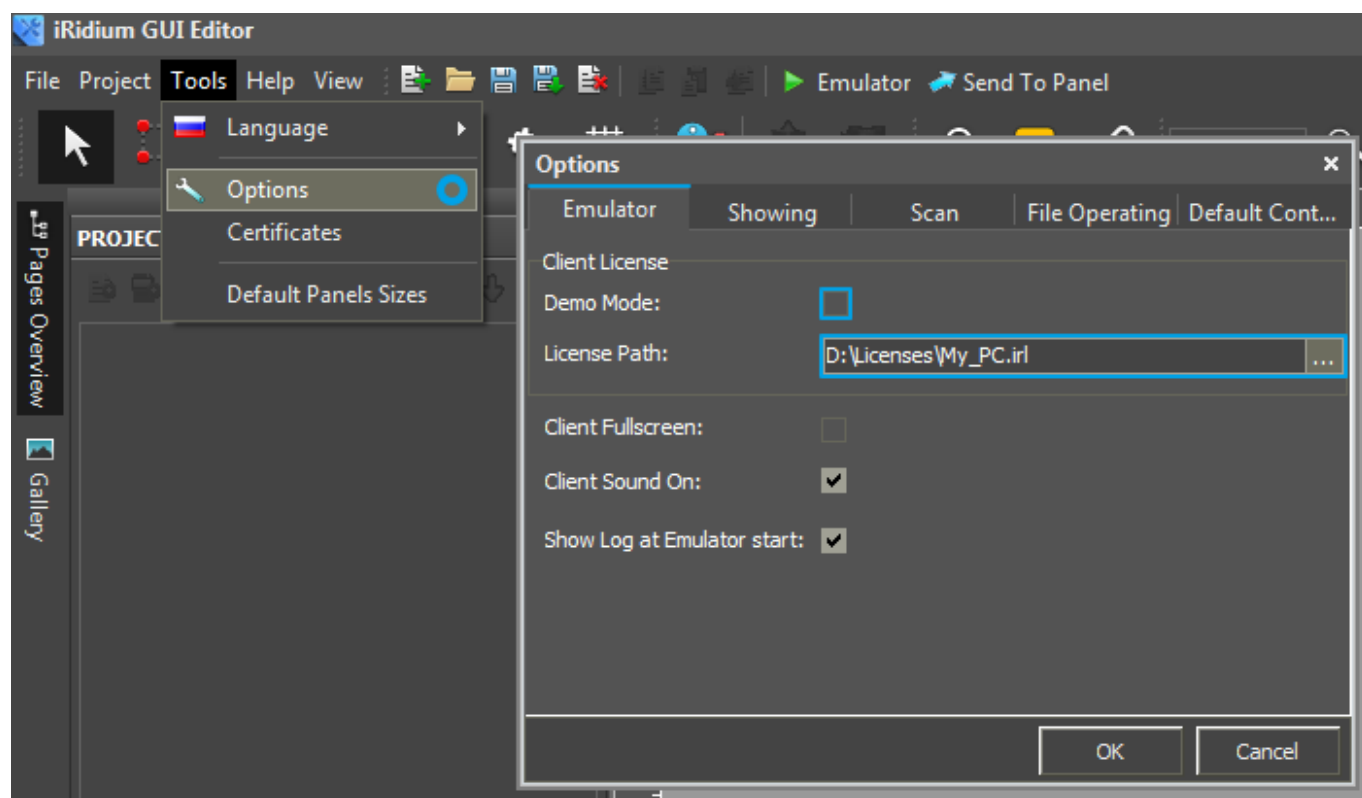 iRidium GUI Editor
File Project Tools Help View Emulator Send To Panel
Language
Options
Certificates
Default Panels Sizes
Pages Overview
Gallery
Options
Emulator Showing Scan File Operating Default Cont...
Client License
Demo Mode:
License Path: D:\Licenses\My_PC.irl ...
Client Fullscreen:
Client Sound On:
Show Log at Emulator start:
OK Cancel